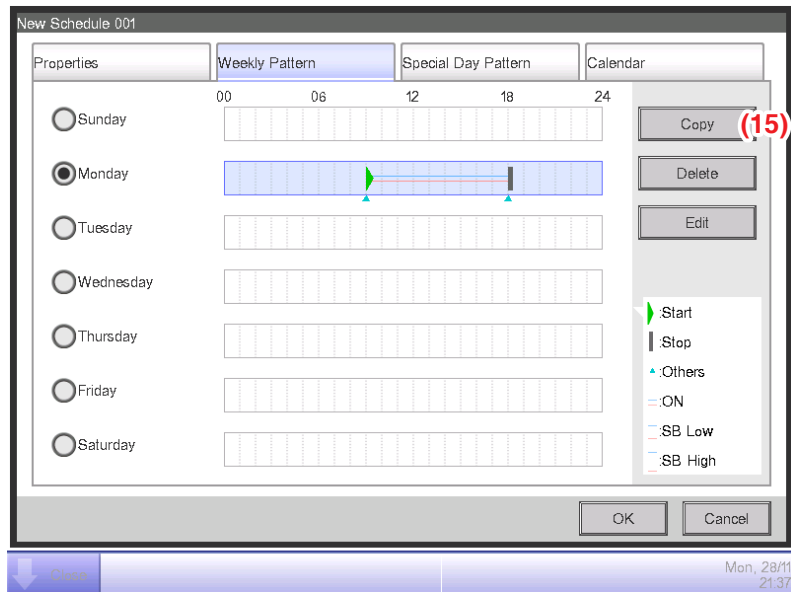 New Schedule 001
Properties Weekly Pattern Special Day Pattern Calendar
00 06 12 18 24
Sunday
Monday
Tuesday
Wednesday
Thursday
Friday
Saturday
Copy (15)
Delete
Edit
:Start
:Stop
:Others
:ON
:SB Low
:SB High
OK Cancel
Close
Mon, 28/11
21:37